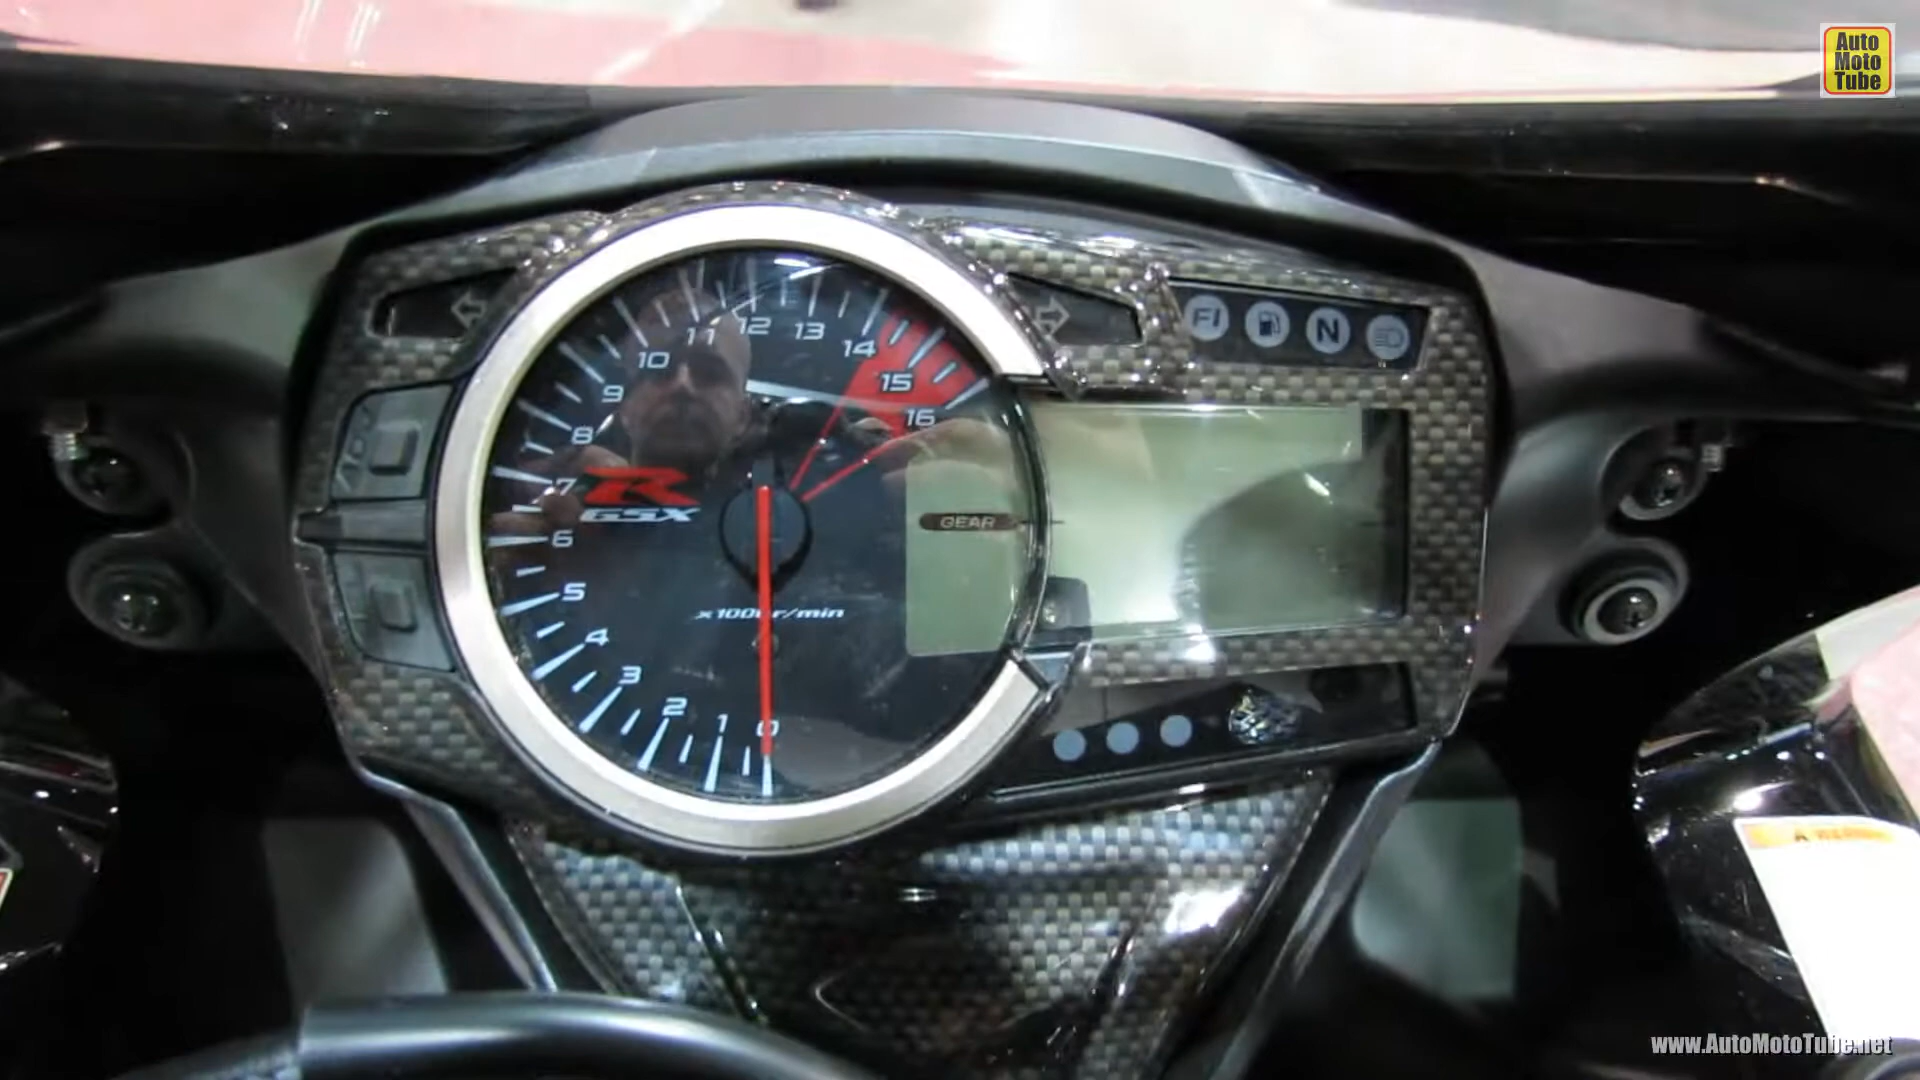 Auto
Moto
Tube
FI
N
11 12 13
10 14
9 15
8 16
ADJ
7 R
GSX
GEAR
6
5
x1000r/min
4
3
2
1 0
www.AutoMotoTube.net